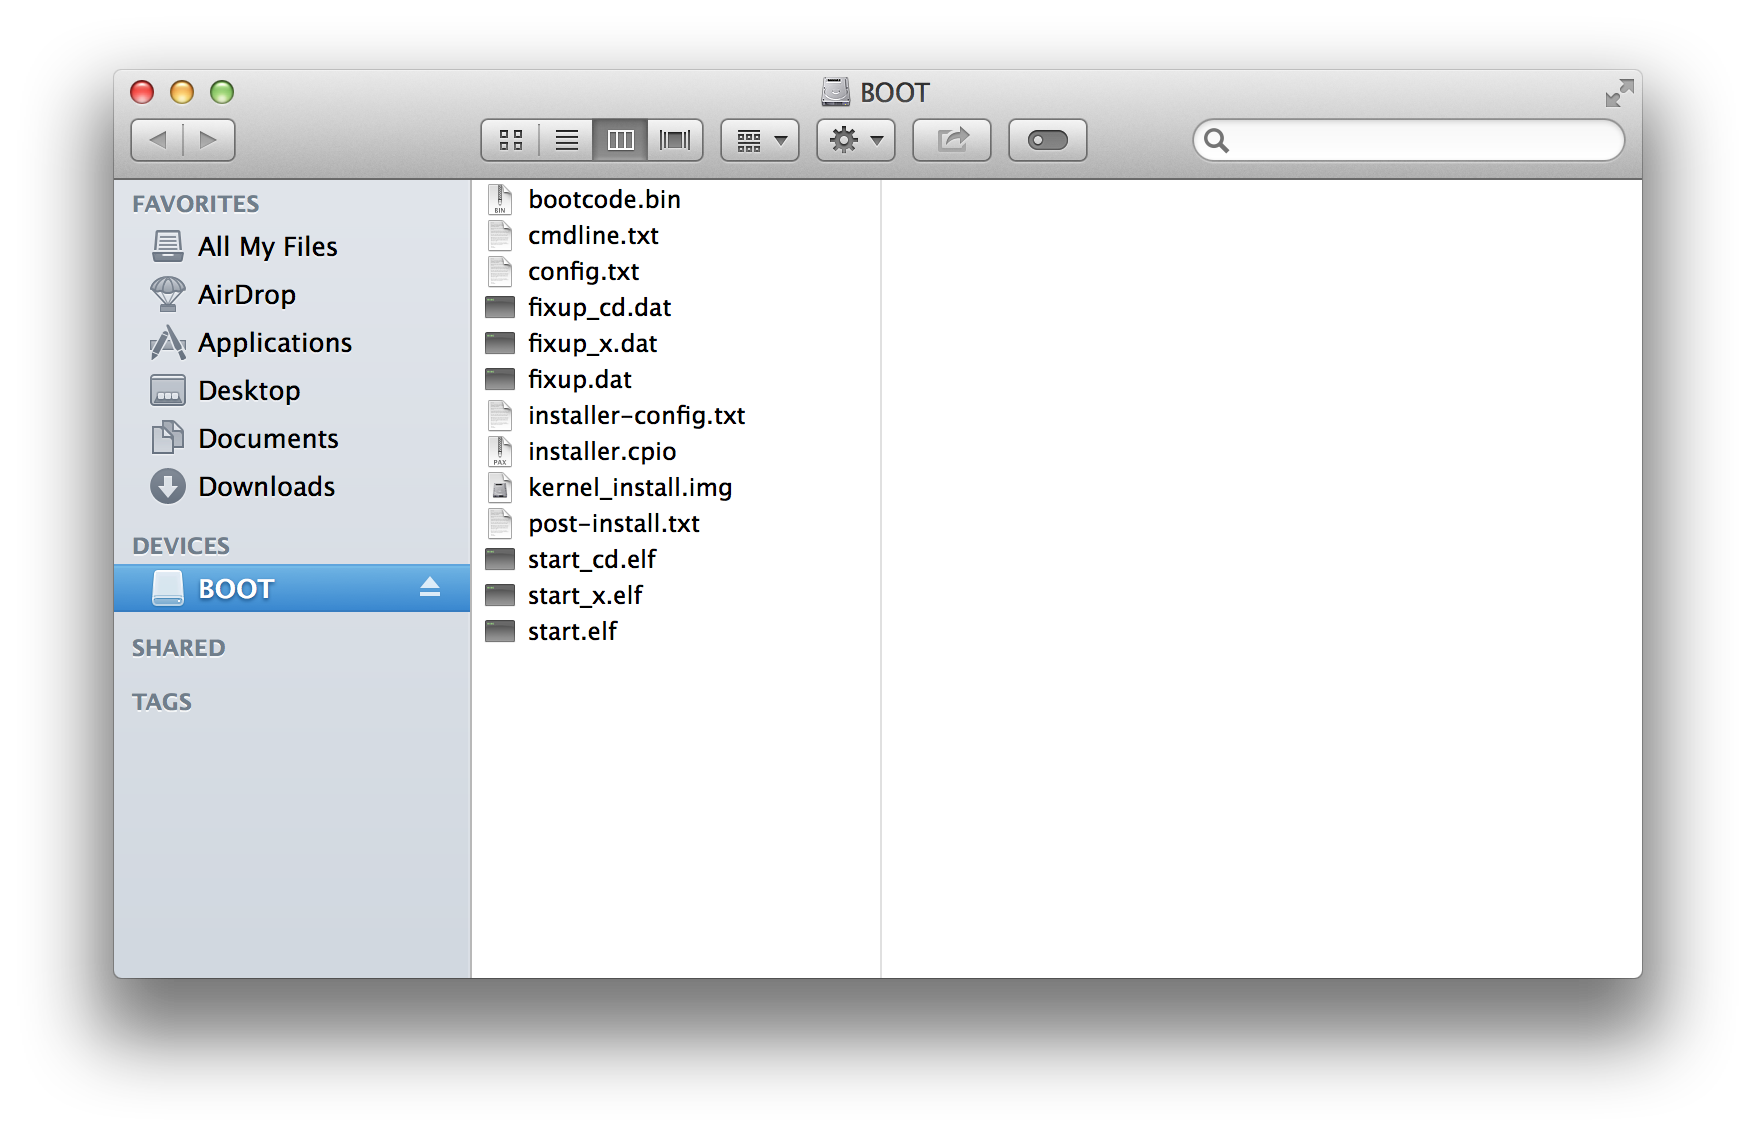 BOOT
FAVORITES
All My Files
AirDrop
Applications
Desktop
Documents
Downloads
DEVICES
BOOT
SHARED
TAGS
BIN
bootcode.bin
cmdline.txt
config.txt
fixup_cd.dat
fixup_x.dat
fixup.dat
installer-config.txt
PAX
installer.cpio
kernel_install.img
post-install.txt
start_cd.elf
start_x.elf
start.elf